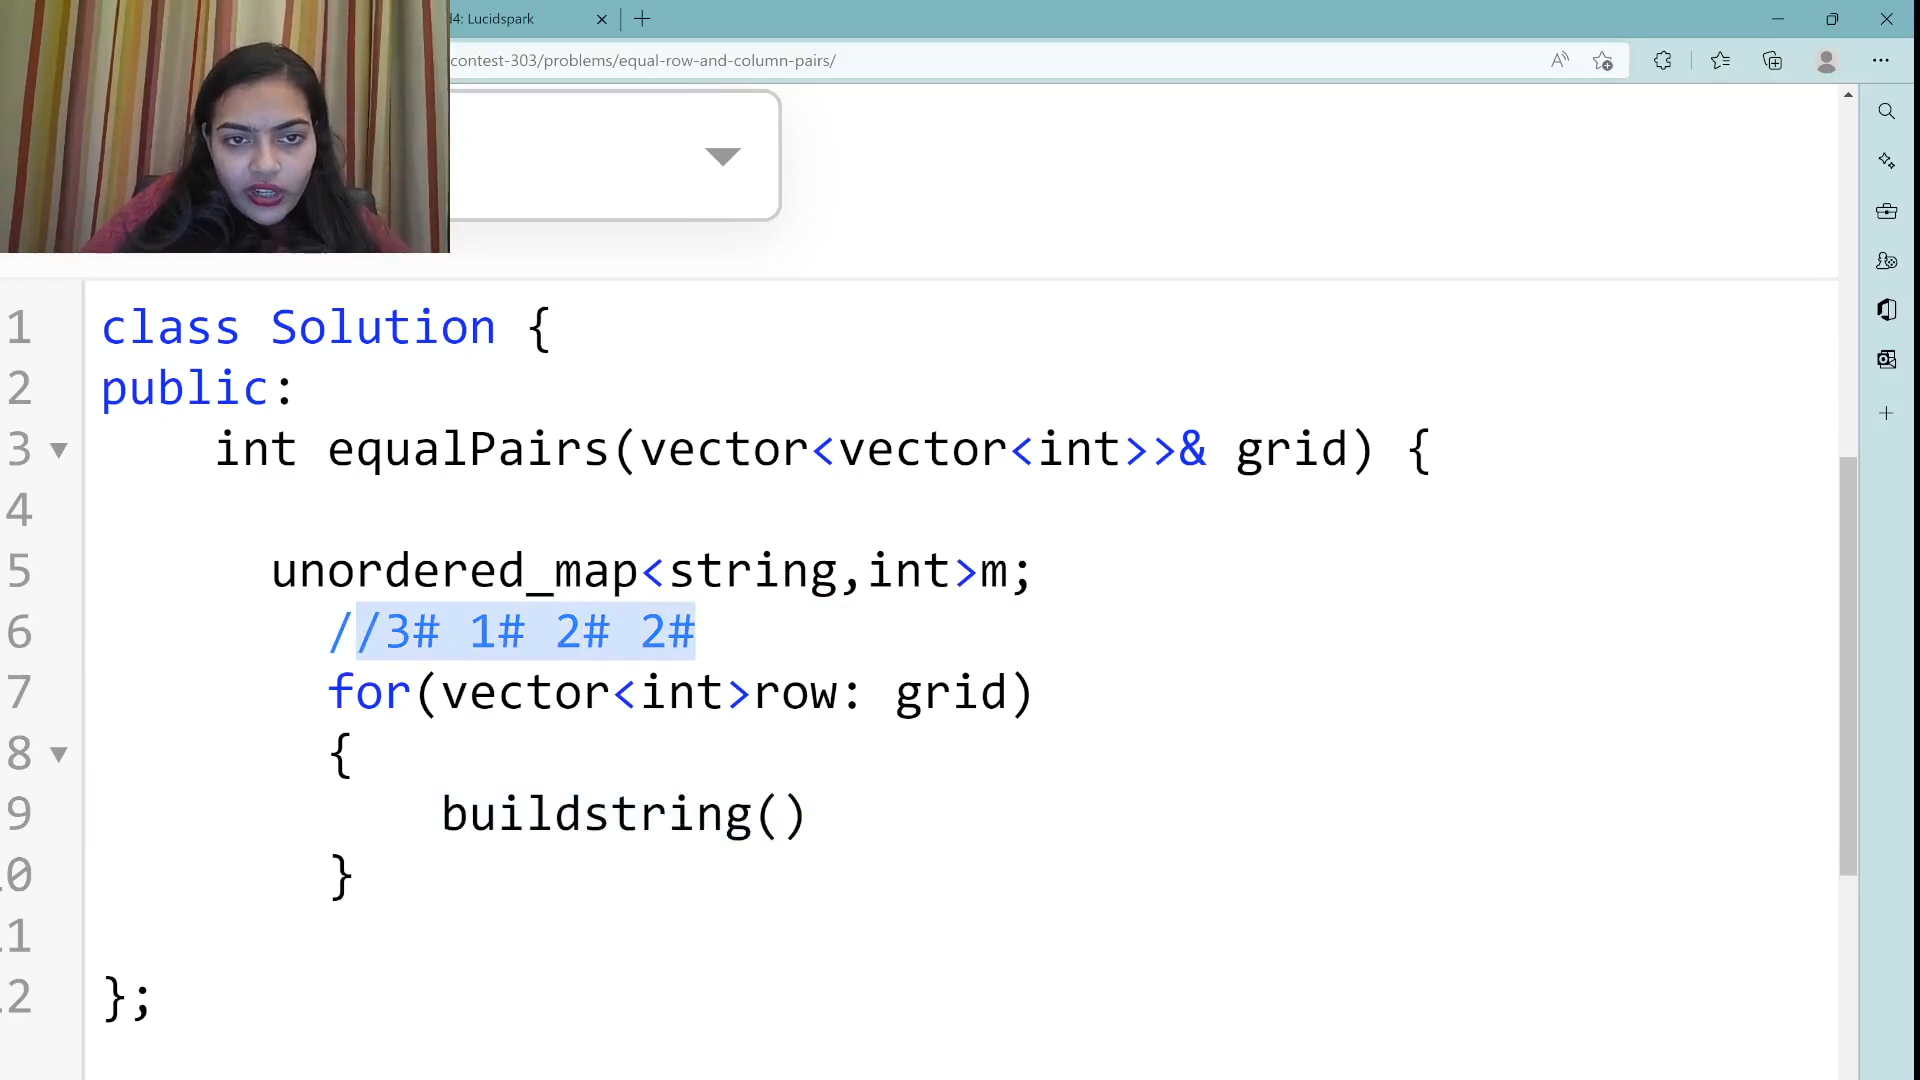 l4: Lucidspark
contest-303/problems/equal-row-and-column-pairs/
1 class Solution {
2 public:
3 int equalPairs(vector<vector<int>>& grid) {
4
5 unordered_map<string,int>m;
6 //3# 1# 2# 2#
7 for(vector<int>row: grid)
8 {
9 buildstring()
.0 }
.1
.2 };